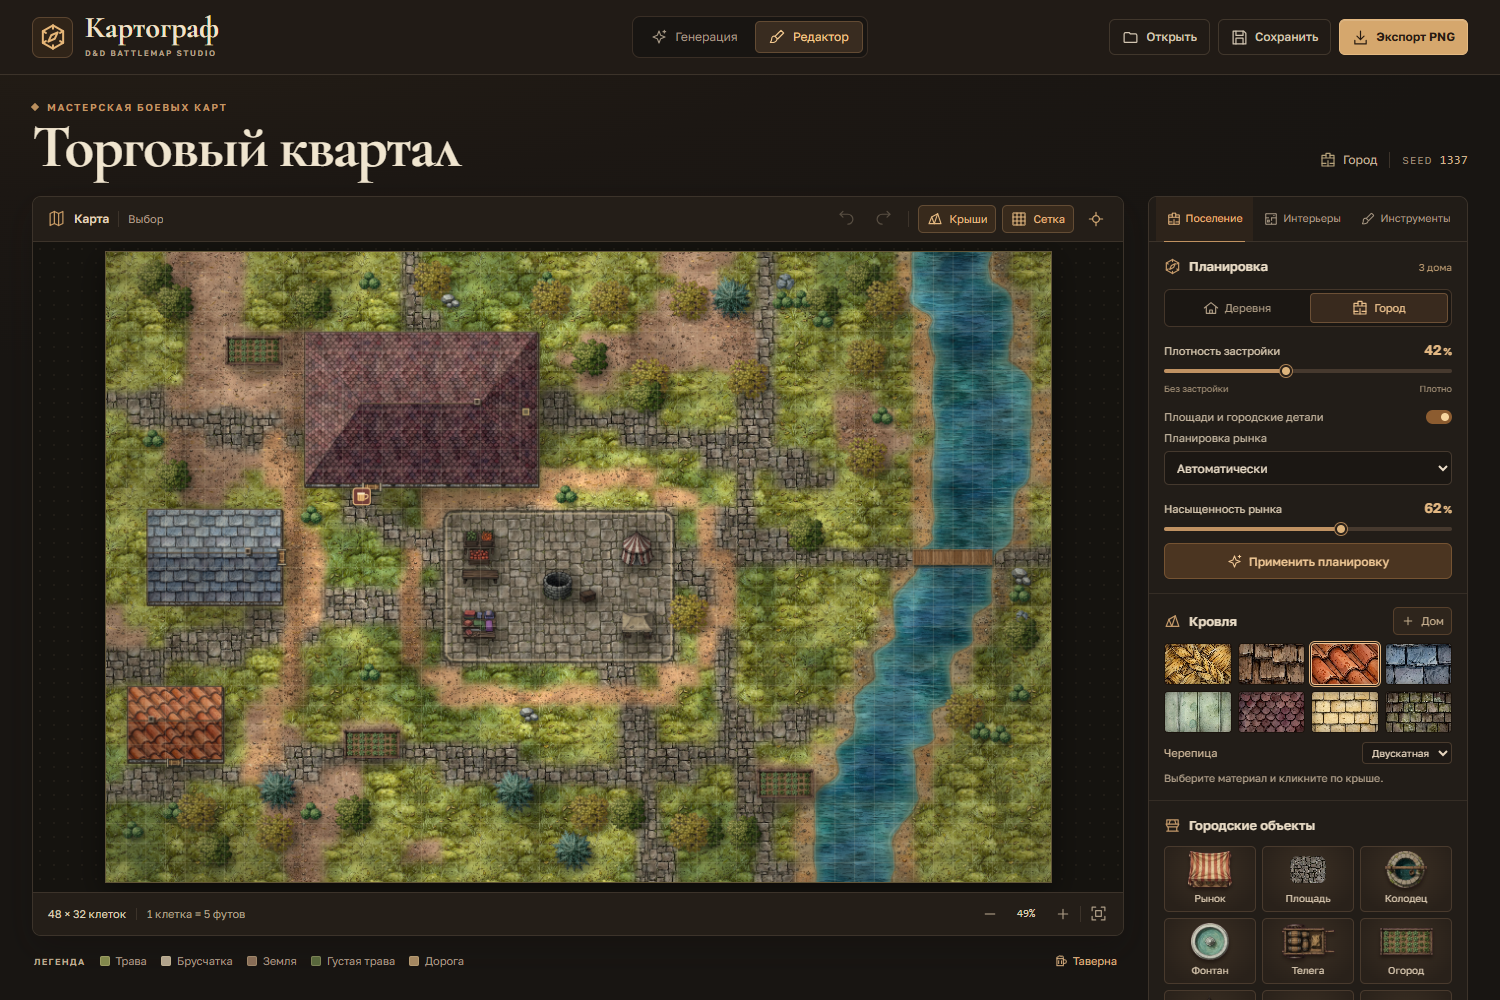 Картограф
D&D BATTLEMAP STUDIO
Генерация
Редактор
Открыть
Сохранить
Экспорт PNG
МАСТЕРСКАЯ БОЕВЫХ КАРТ
Торговый квартал
Город
SEED 1337
Карта
Выбор
Крыши
Сетка
Поселение
Интерьеры
Инструменты
Планировка
3 дома
Деревня
Город
Плотность застройки
42%
Без застройки
Плотно
Площади и городские детали
Планировка рынка
Автоматически
Насыщенность рынка
62%
Применить планировку
Кровля
+ Дом
Черепица
Двускатная
Выберите материал и кликните по крыше.
Городские объекты
Рынок
Площадь
Колодец
Фонтан
Телега
Огород
48 × 32 клеток
1 клетка = 5 футов
49%
ЛЕГЕНДА
Трава
Брусчатка
Земля
Густая трава
Дорога
Таверна